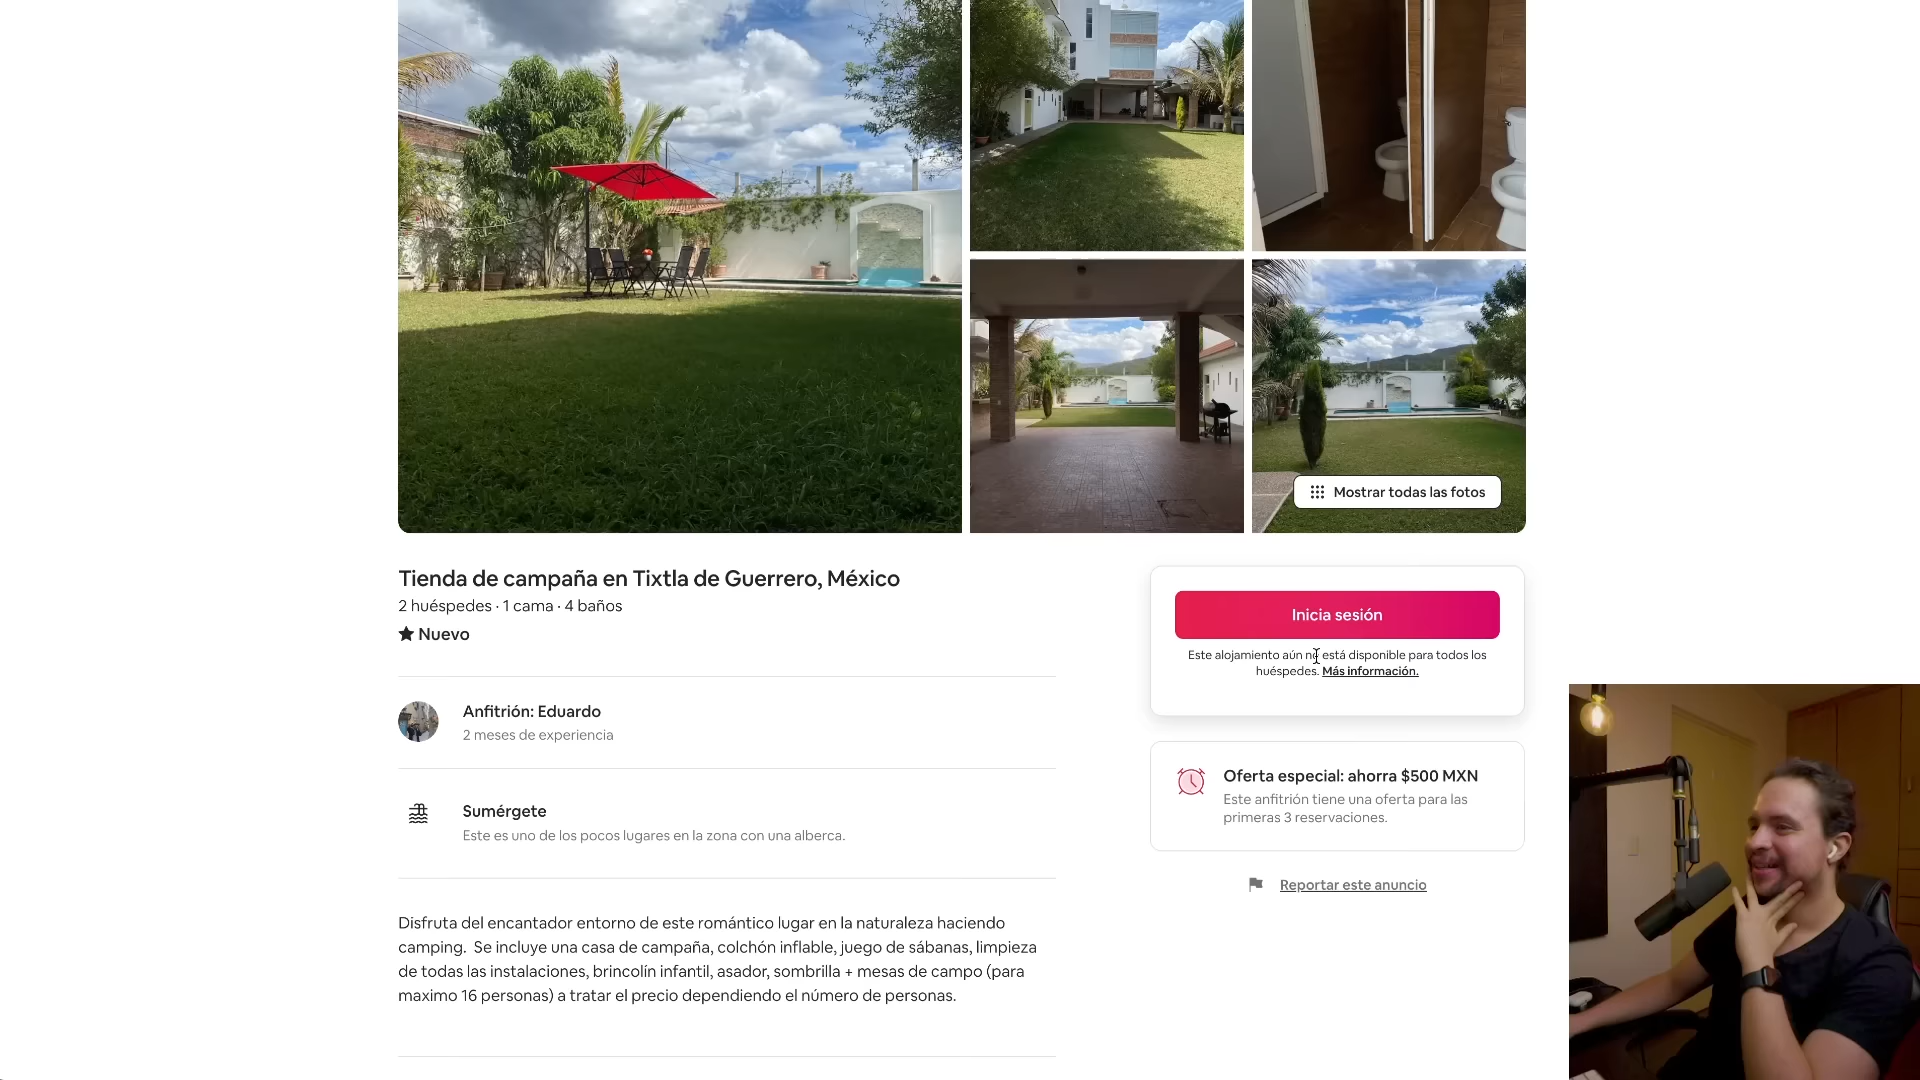 Mostrar todas las fotos
Tienda de campaña en Tixtla de Guerrero, México
2 huéspedes · 1 cama · 4 baños
★ Nuevo
Anfitrión: Eduardo
2 meses de experiencia
Sumérgete
Este es uno de los pocos lugares en la zona con una alberca.
Disfruta del encantador entorno de este romántico lugar en la naturaleza haciendo
camping.  Se incluye una casa de campaña, colchón inflable, juego de sábanas, limpieza
de todas las instalaciones, brincolín infantil, asador, sombrilla + mesas de campo (para
maximo 16 personas) a tratar el precio dependiendo el número de personas.
Inicia sesión
Este alojamiento aún no está disponible para todos los
huéspedes. Más información.
Oferta especial: ahorra $500 MXN
Este anfitrión tiene una oferta para las
primeras 3 reservaciones.
Reportar este anuncio